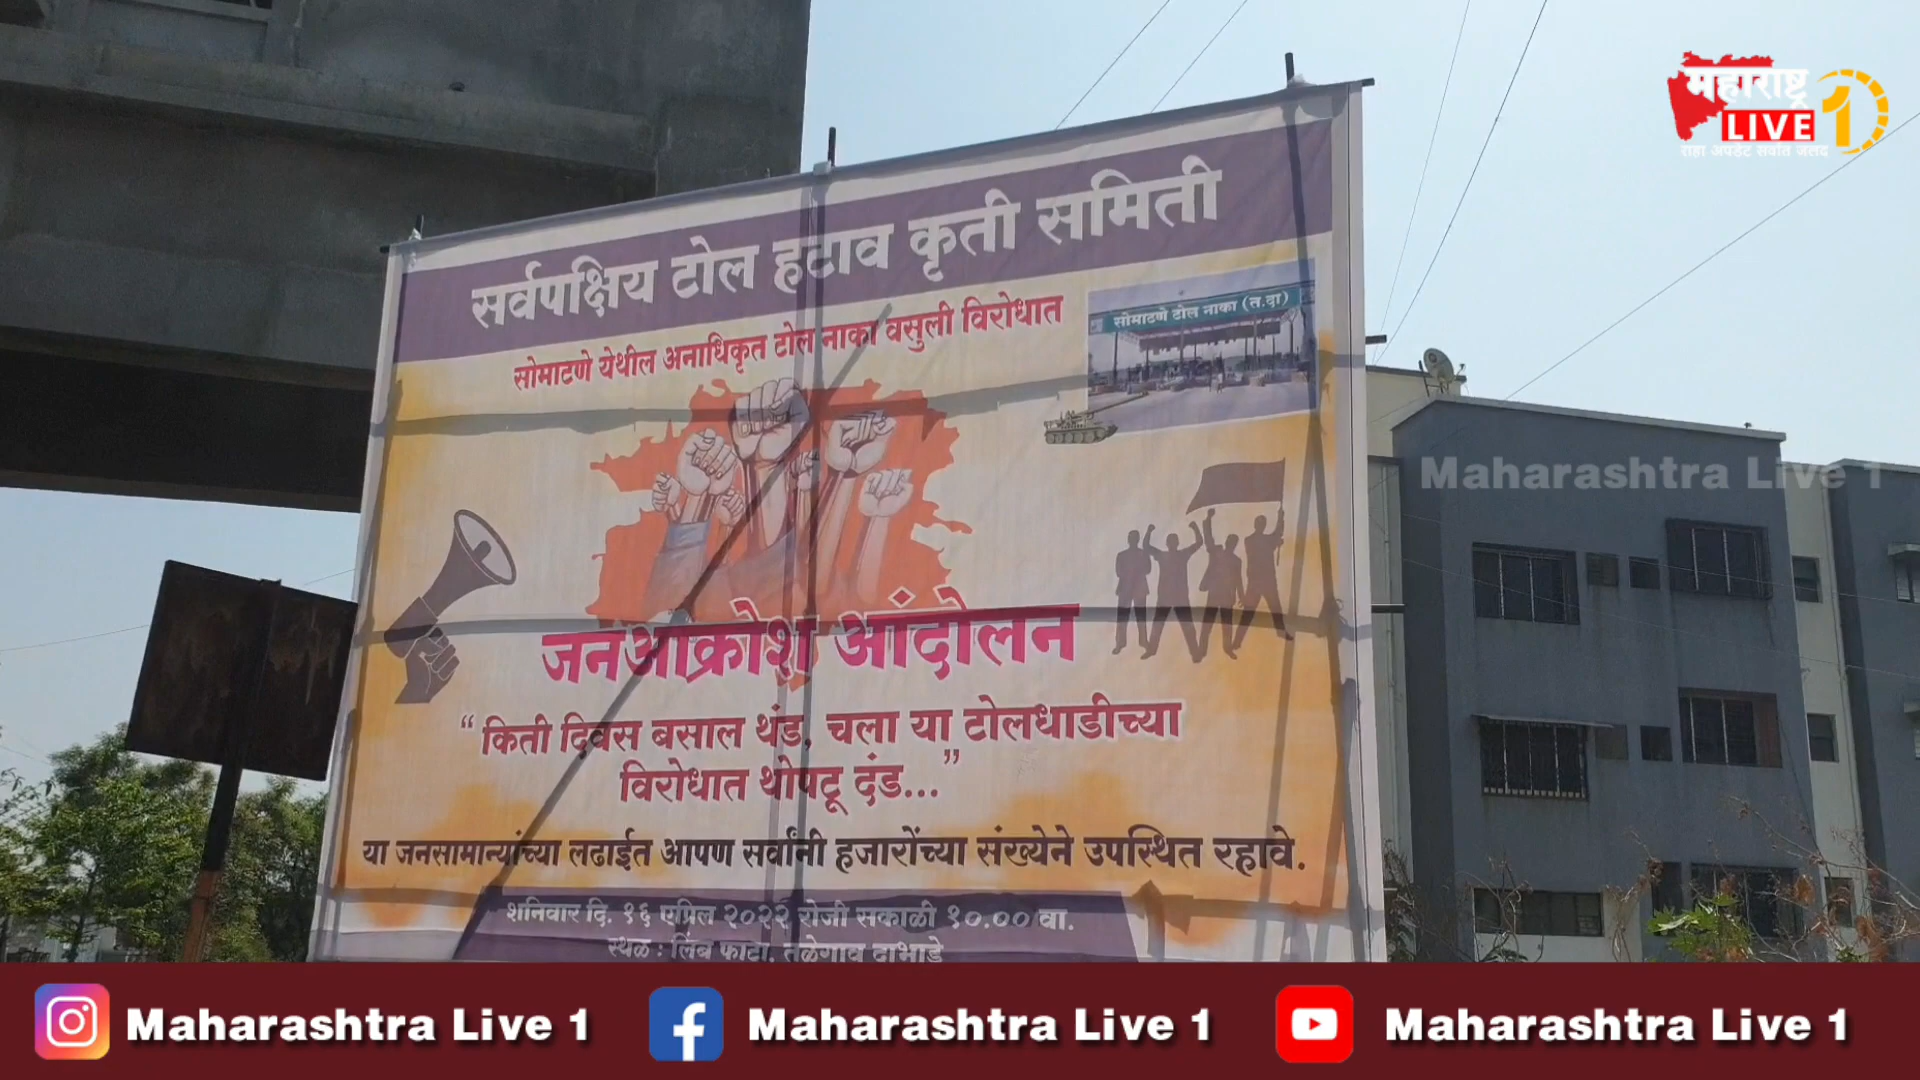 महाराष्ट्र
LIVE 1
राहा अपडेट सर्वात जलद
सर्वपक्षिय टोल हटाव कृती समिती
सोमाटणे येथील अनाधिकृत टोल नाका वसुली विरोधात
सोमाटणे टोल नाका (त.दा)
Maharashtra Live 1
जनआक्रोश आंदोलन
“ किती दिवस बसाल थंड, चला या टोलधाडीच्या
विरोधात थोपटू दंड... ”
या जनसामान्यांच्या लढाईत आपण सर्वांनी हजारोंच्या संख्येने उपस्थित रहावे.
शनिवार दि. १६ एप्रिल २०२२ रोजी सकाळी १०.०० वा.
स्थळ : लिंब फाटा, तळेगाव दाभाडे
Maharashtra Live 1
Maharashtra Live 1
Maharashtra Live 1